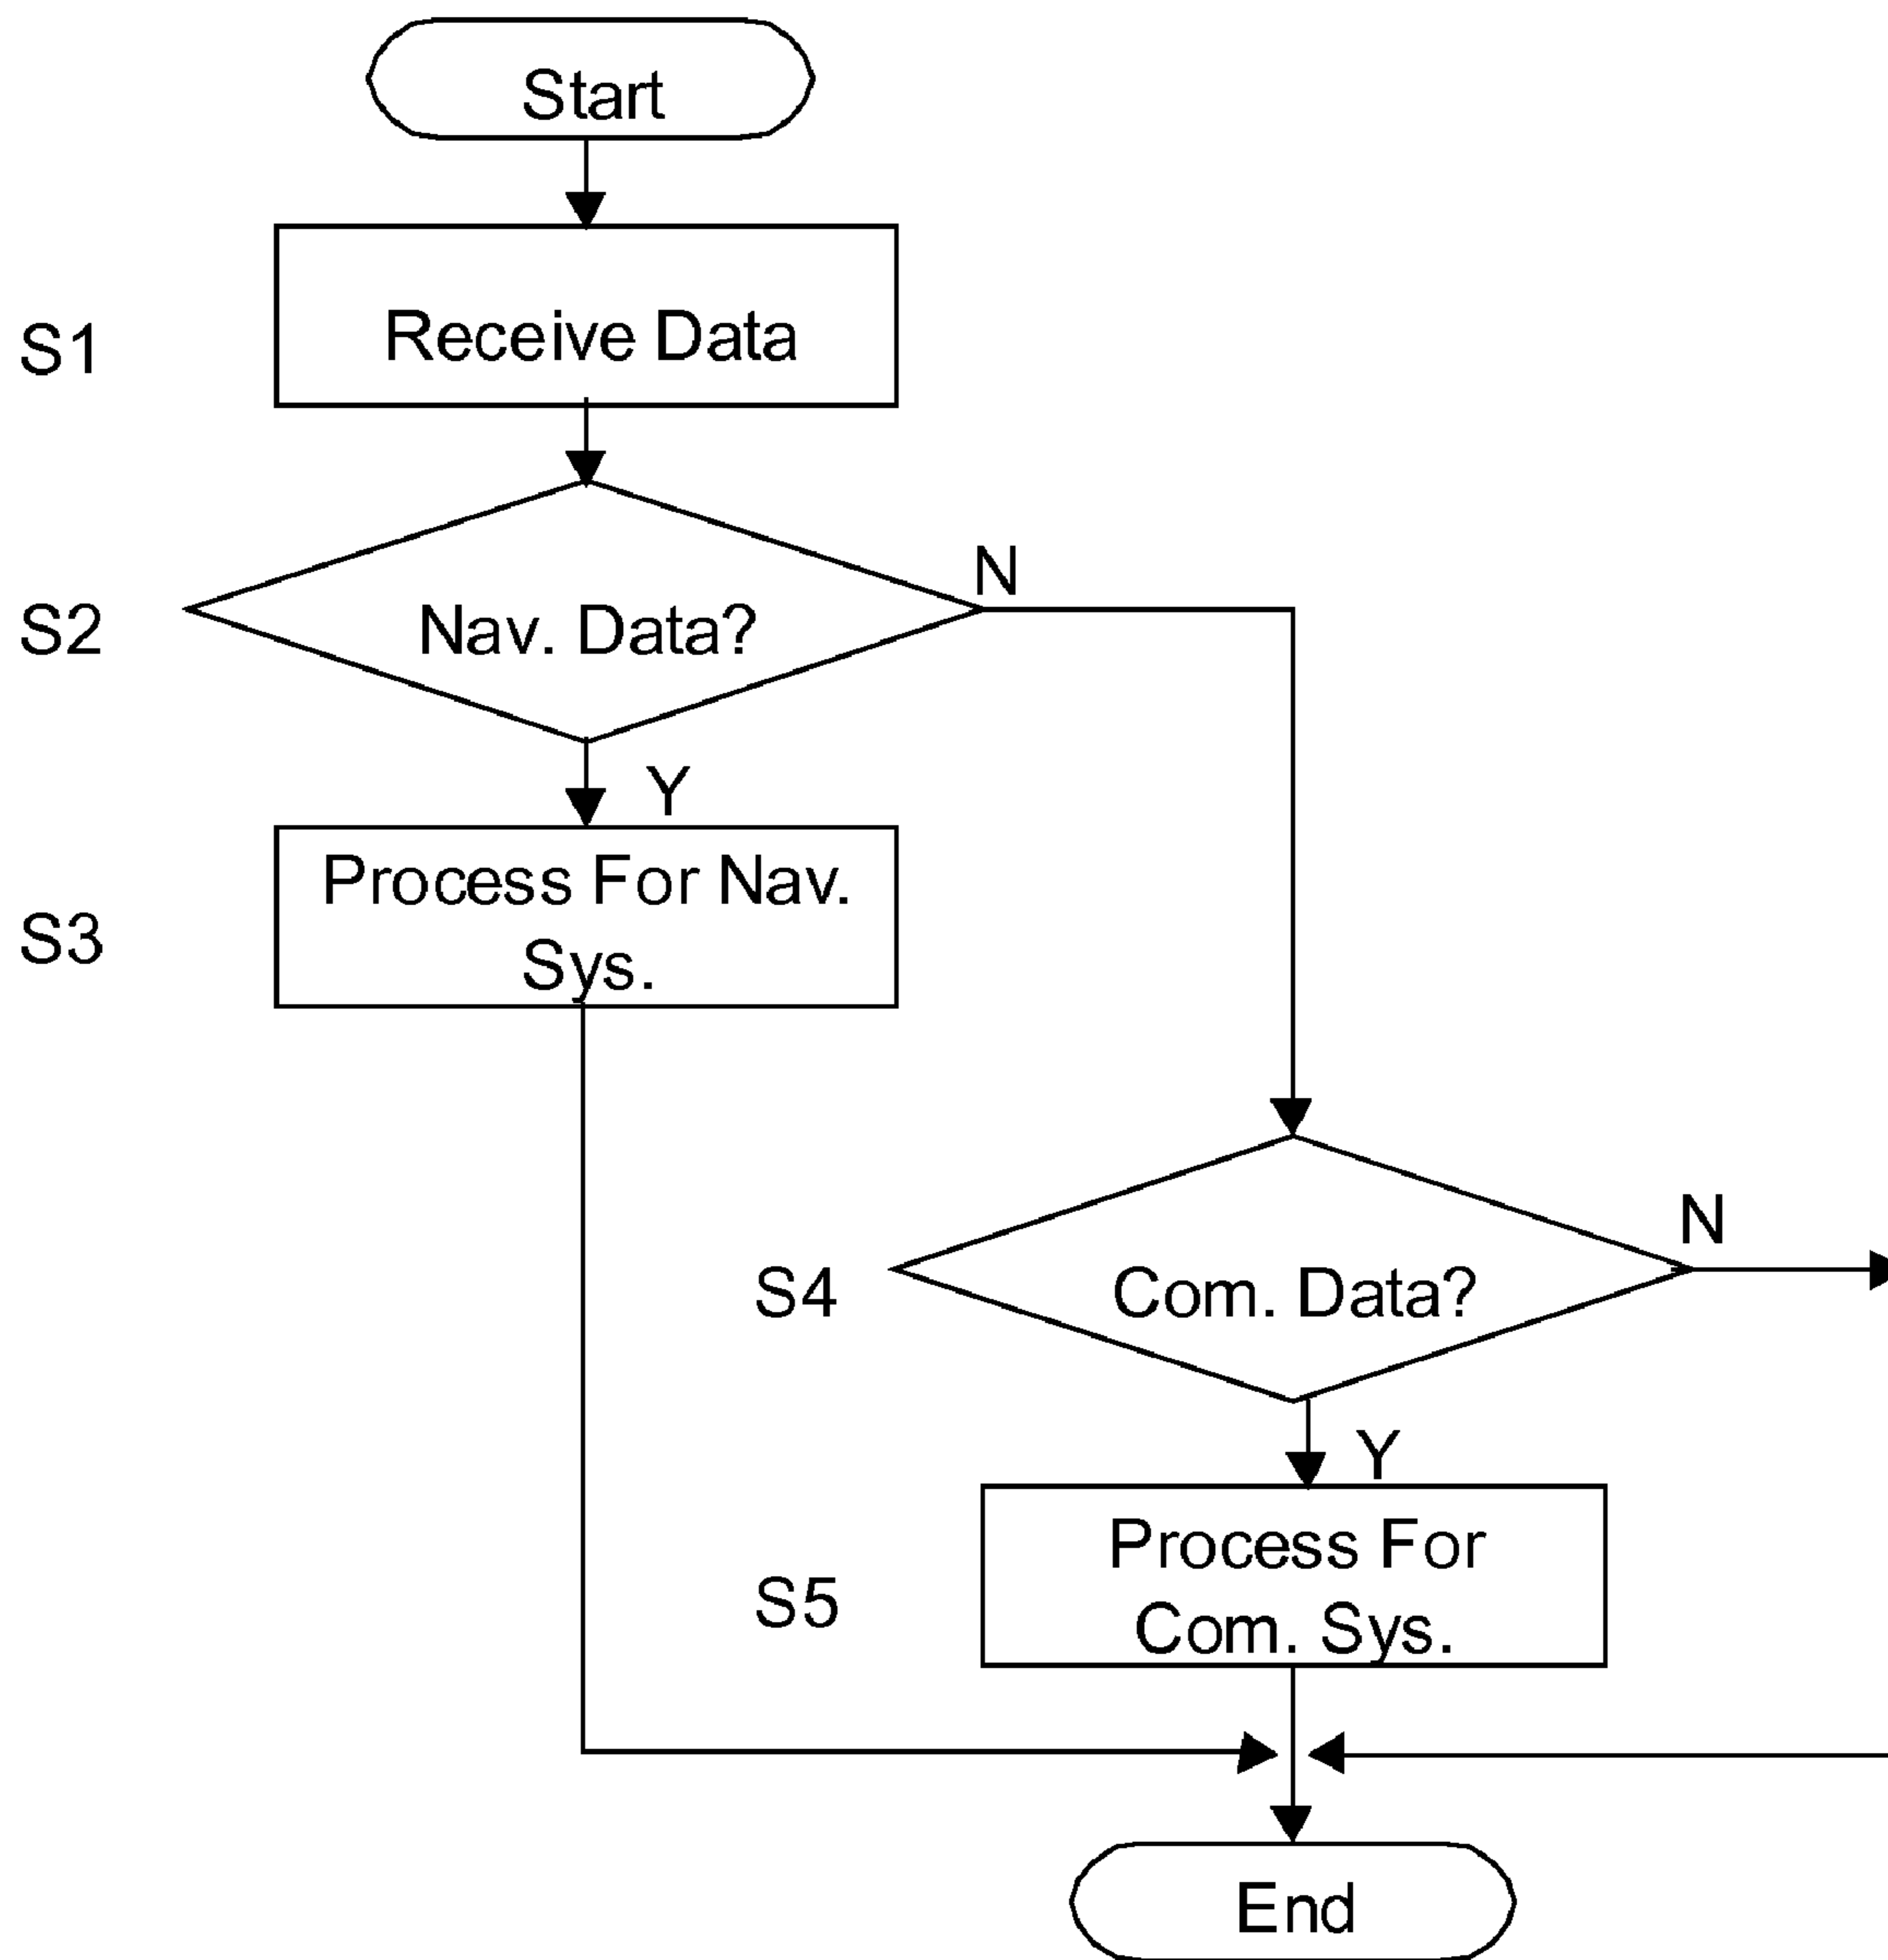 Start
S1
Receive Data
N
S2
Nav. Data?
Y
Process For Nav.
S3
Sys.
N
S4
Com. Data?
Y
Process For
S5
Com. Sys.
End